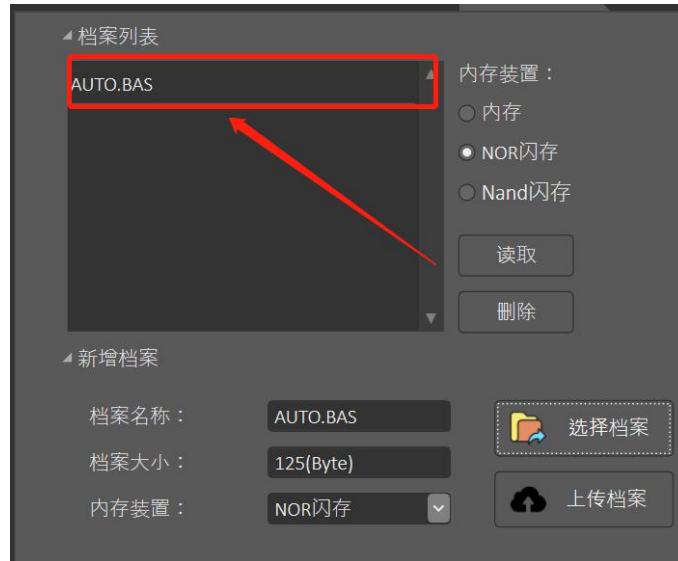 档案列表
AUTO.BAS
内存装置：
内存
NOR闪存
Nand闪存
读取
删除
新增档案
档案名称：
AUTO.BAS
选择档案
档案大小：
125(Byte)
内存装置：
NOR闪存
上传档案